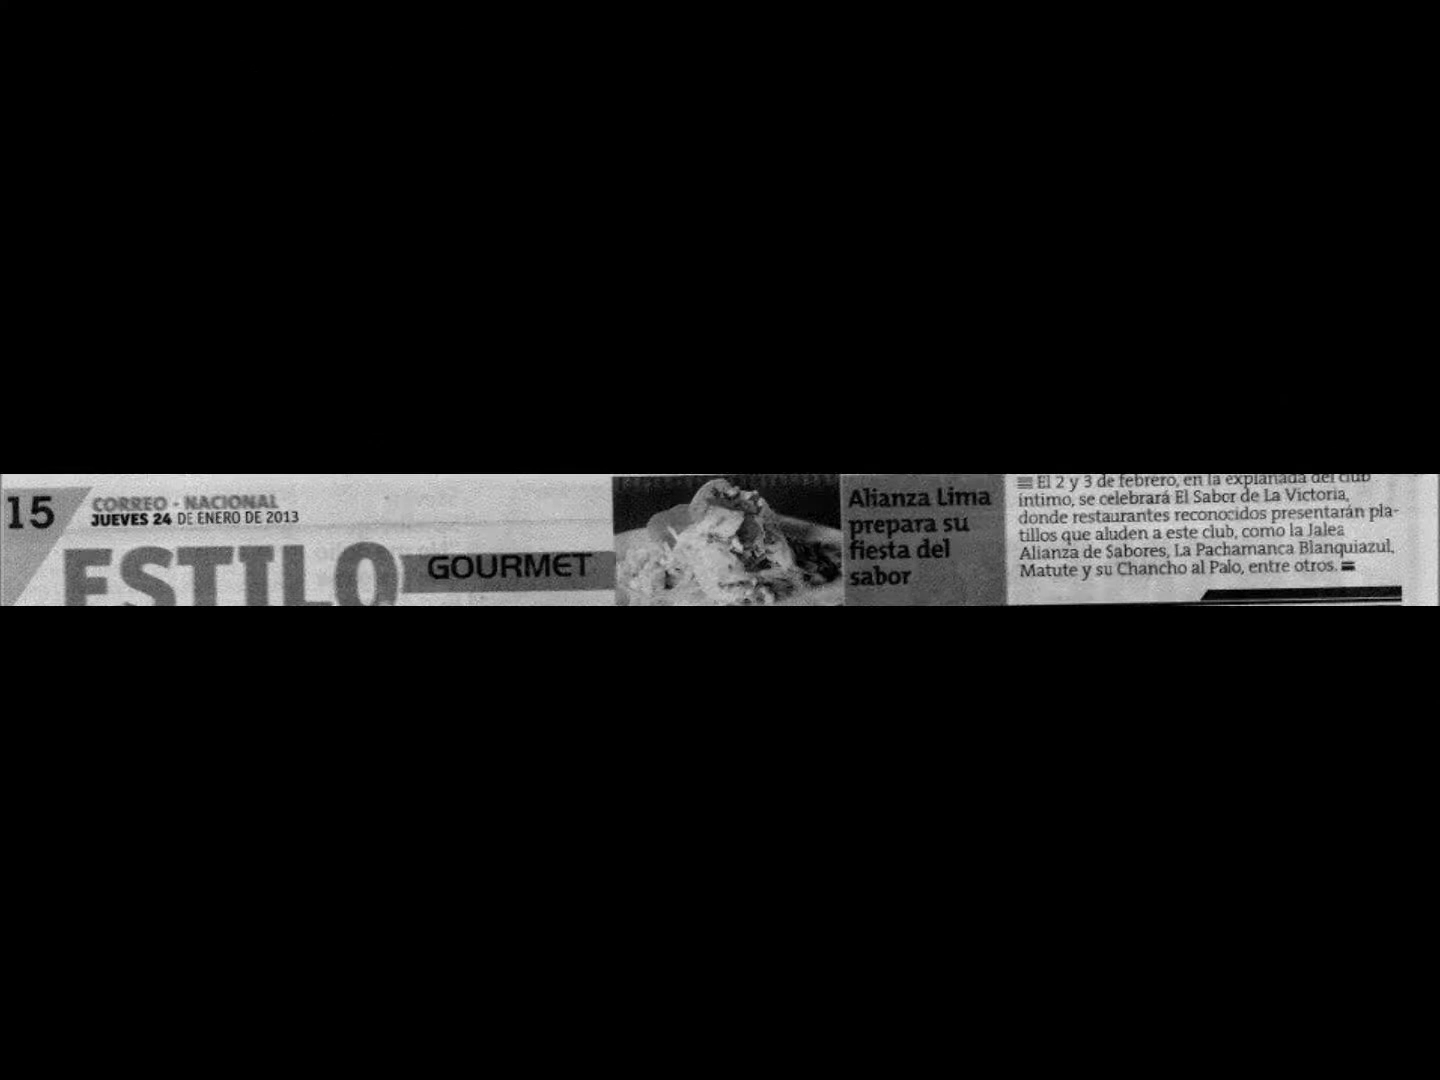 15
CORREO - NACIONAL
JUEVES 24 DE ENERO DE 2013
ESTILO
GOURMET
Alianza Lima
prepara su
fiesta del
sabor
El 2 y 3 de febrero, en la explanada del club
íntimo, se celebrará El Sabor de La Victoria,
donde restaurantes reconocidos presentarán pla-
tillos que aluden a este club, como la Jalea
Alianza de Sabores, La Pachamanca Blanquiazul,
Matute y su Chancho al Palo, entre otros.